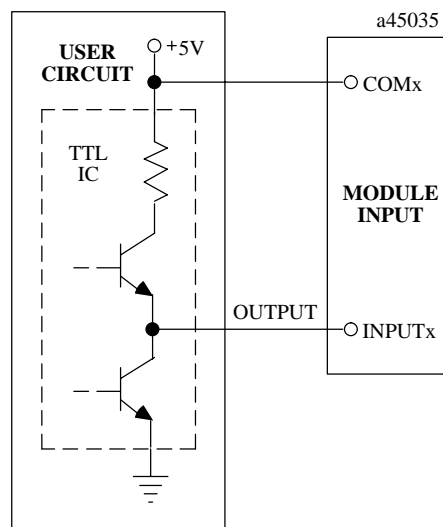 a45035
USER
CIRCUIT
+5V
COMx
TTL
IC
MODULE
INPUT
OUTPUT
INPUTx